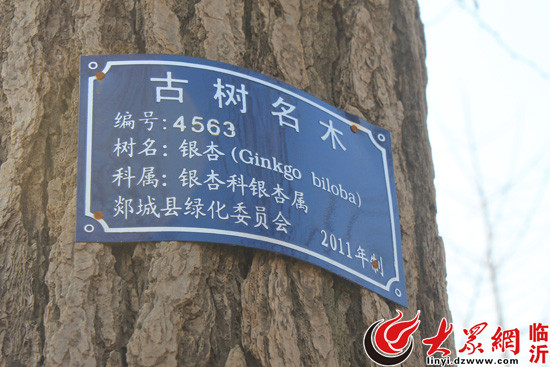 古树名木
编号:4563
树名:银杏(Ginkgo biloba)
科属:银杏科银杏属
郯城县绿化委员会
2011年制
大众網 临沂
linyi.dzwww.com